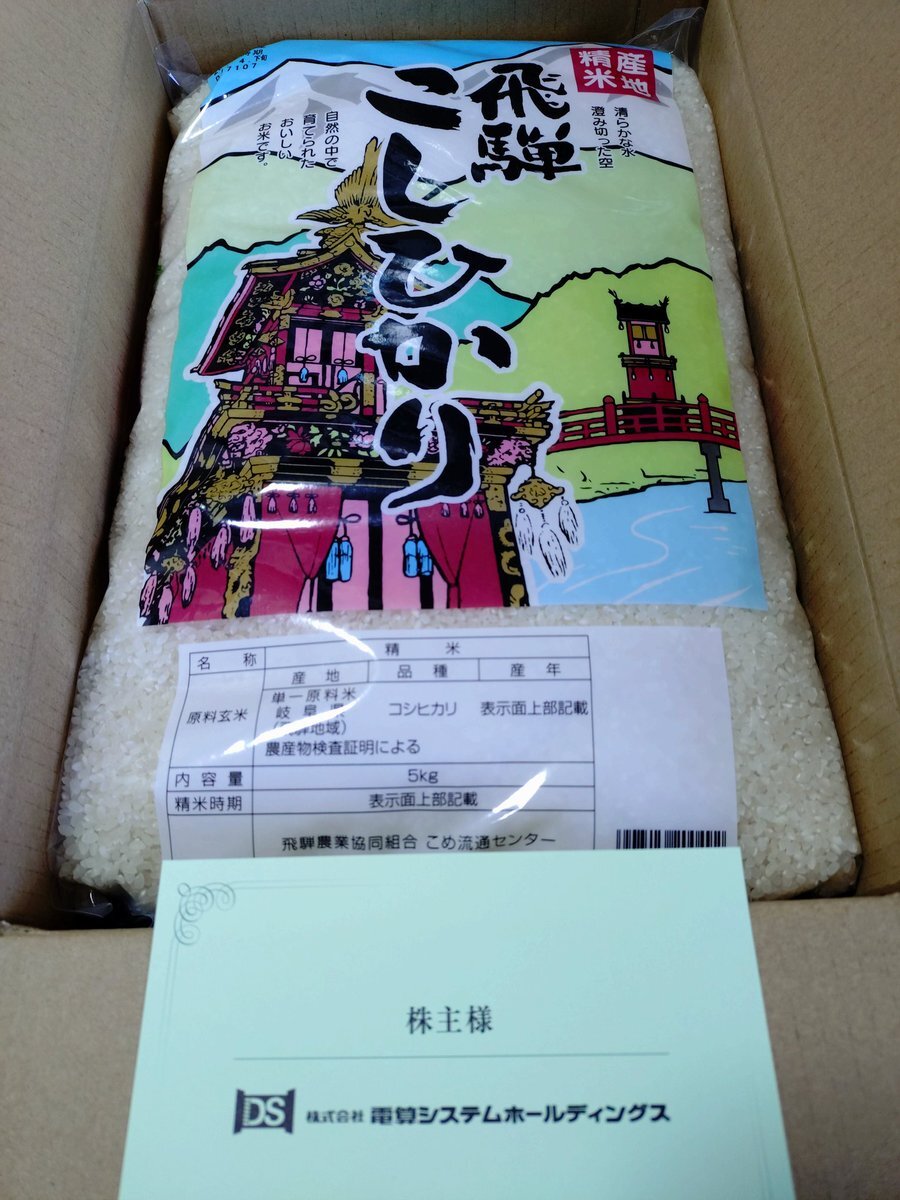 産地
精米
清らかな水
澄み切った空
飛騨
こしひかり
自然の中で
育てられた
おいしい
お米です。
名称 精米
産地 品種 産年
原料玄米
単一原料米
岐阜県
(飛騨地域)
コシヒカリ 表示面上部記載
農産物検査証明による
内容量 5kg
精米時期 表示面上部記載
飛騨農業協同組合 こめ流通センター
株主様
DS 株式会社 電算システムホールディングス